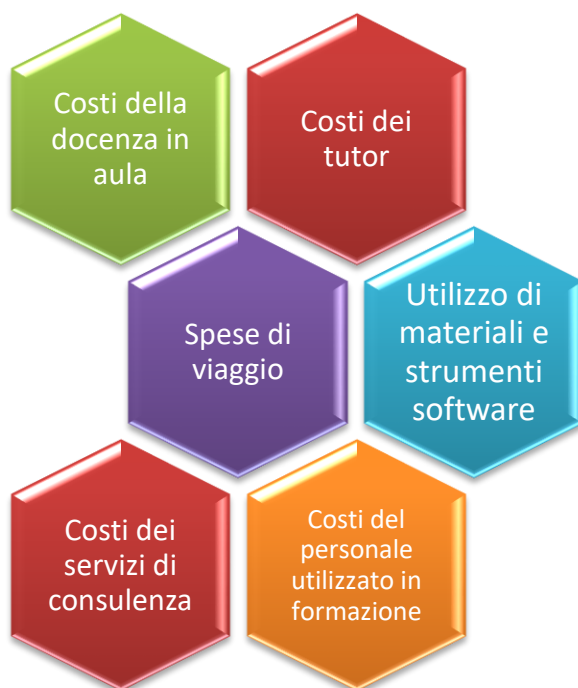 Costi della
docenza in
aula
Costi dei
tutor
Spese di
viaggio
Utilizzo di
materiali e
strumenti
software
Costi dei
servizi di
consulenza
Costi del
personale
utilizzato in
formazione